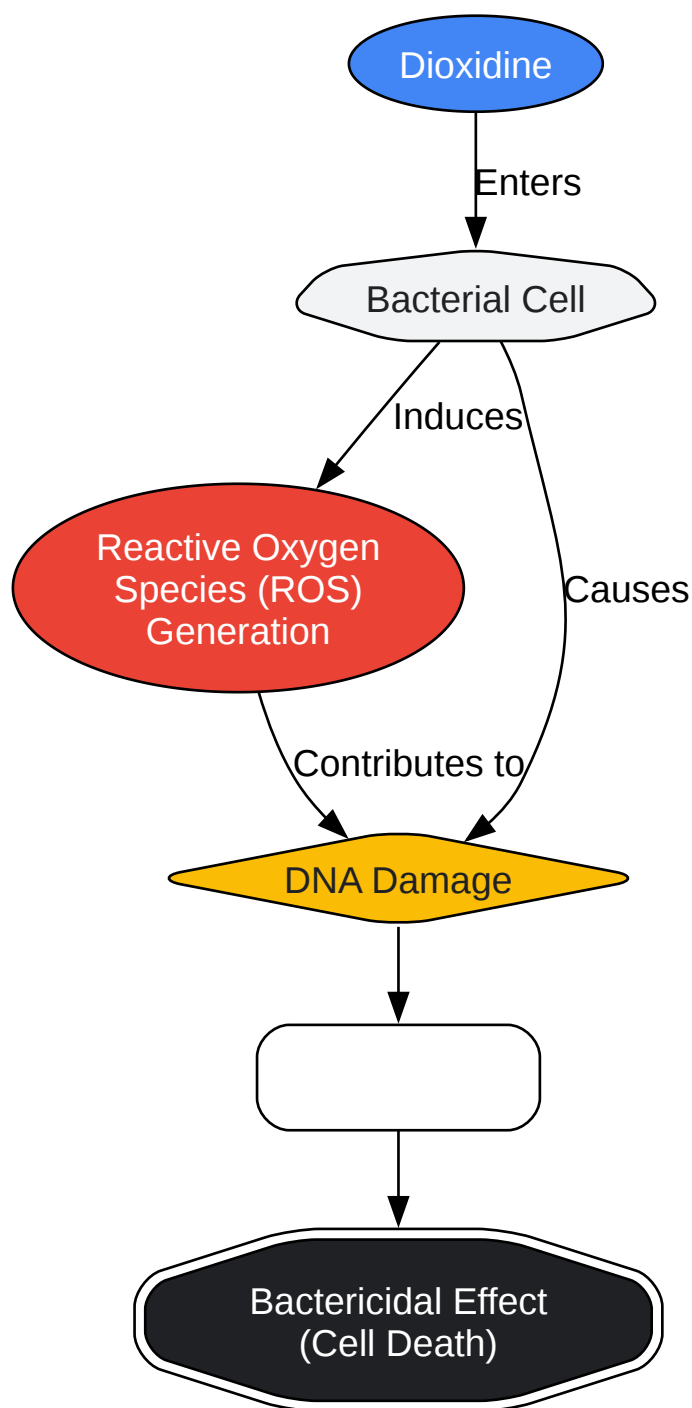 Dioxidine
Enters
Bacterial Cell
Induces
Reactive Oxygen
Species (ROS)
Generation
Causes
Contributes to
DNA Damage
Bactericidal Effect
(Cell Death)